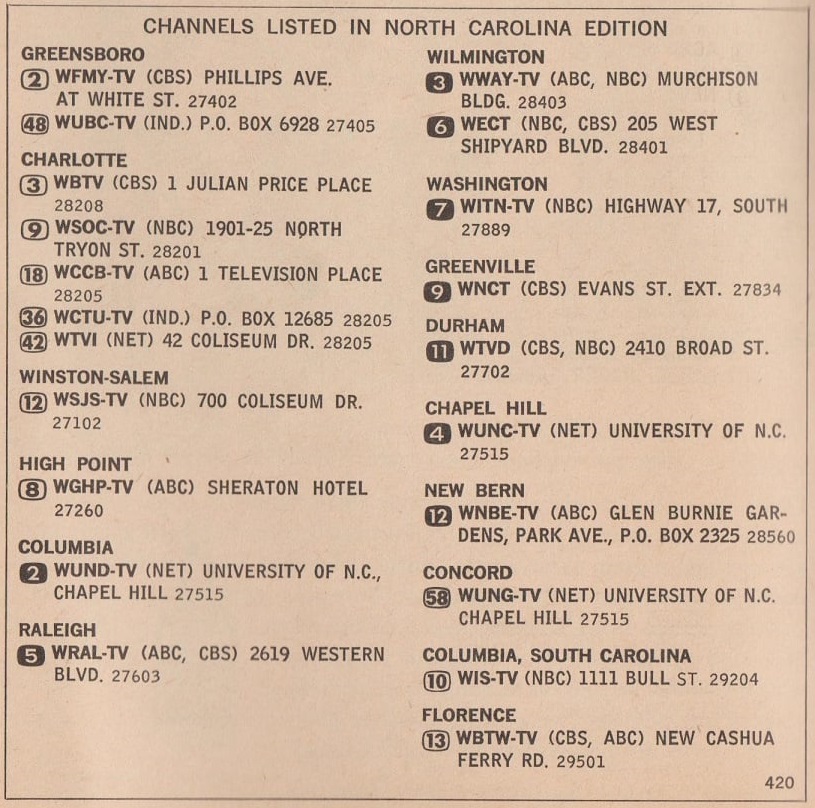 CHANNELS LISTED IN NORTH CAROLINA EDITION
GREENSBORO
2 WFMY-TV (CBS) PHILLIPS AVE.
AT WHITE ST. 27402
48 WUBC-TV (IND.) P.O. BOX 6928 27405
CHARLOTTE
3 WBTV (CBS) 1 JULIAN PRICE PLACE
28208
9 WSOC-TV (NBC) 1901-25 NORTH
TRYON ST. 28201
18 WCCB-TV (ABC) 1 TELEVISION PLACE
28205
36 WCTU-TV (IND.) P.O. BOX 12685 28205
42 WTVI (NET) 42 COLISEUM DR. 28205
WINSTON-SALEM
12 WSJS-TV (NBC) 700 COLISEUM DR.
27102
HIGH POINT
8 WGHP-TV (ABC) SHERATON HOTEL
27260
COLUMBIA
2 WUND-TV (NET) UNIVERSITY OF N.C.,
CHAPEL HILL 27515
RALEIGH
5 WRAL-TV (ABC, CBS) 2619 WESTERN
BLVD. 27603
WILMINGTON
3 WWAY-TV (ABC, NBC) MURCHISON
BLDG. 28403
6 WECT (NBC, CBS) 205 WEST
SHIPYARD BLVD. 28401
WASHINGTON
7 WITN-TV (NBC) HIGHWAY 17, SOUTH
27889
GREENVILLE
9 WNCT (CBS) EVANS ST. EXT. 27834
DURHAM
11 WTVD (CBS, NBC) 2410 BROAD ST.
27702
CHAPEL HILL
4 WUNC-TV (NET) UNIVERSITY OF N.C.
27515
NEW BERN
12 WNBE-TV (ABC) GLEN BURNIE GAR-
DENS, PARK AVE., P.O. BOX 2325 28560
CONCORD
58 WUNG-TV (NET) UNIVERSITY OF N.C.
CHAPEL HILL 27515
COLUMBIA, SOUTH CAROLINA
10 WIS-TV (NBC) 1111 BULL ST. 29204
FLORENCE
13 WBTW-TV (CBS, ABC) NEW CASHUA
FERRY RD. 29501
420